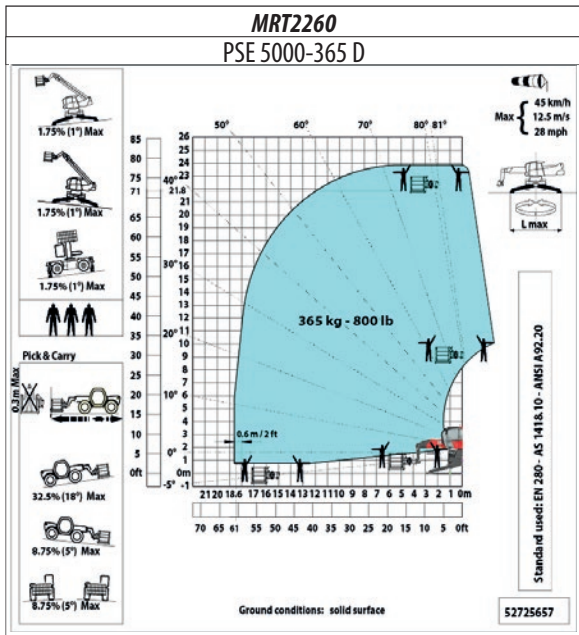 MRT2260
PSE 5000-365 D
1.75% (1°) Max
1.75% (1°) Max
1.75% (1°) Max
Pick & Carry
0.3m Max
32.5% (18°) Max
8.75% (5°) Max
8.75% (5°) Max
50° 60° 70° 80° 81°
40°
30°
20°
10°
0°
-5°
85
80
75
71
65
60
55
50
45
40
35
30
25
20
15
10
5
0ft
26
25
24
23
22
21.8
21
20
19
18
17
16
15
14
13
12
11
10
9
8
7
6
5
4
3
2
1
0m
-1
365 kg - 800 lb
0.6 m / 2 ft
21 20 18.6 17 16 15 14 13 12 11 10 9 8 7 6 5 4 3 2 1 0m
70 65 61 55 50 45 40 35 30 25 20 15 10 5 0ft
Max
45 km/h
12.5 m/s
28 mph
L max
Standard used: EN 280 - AS 1418.10 - ANSI A92.20
Ground conditions: solid surface
52725657